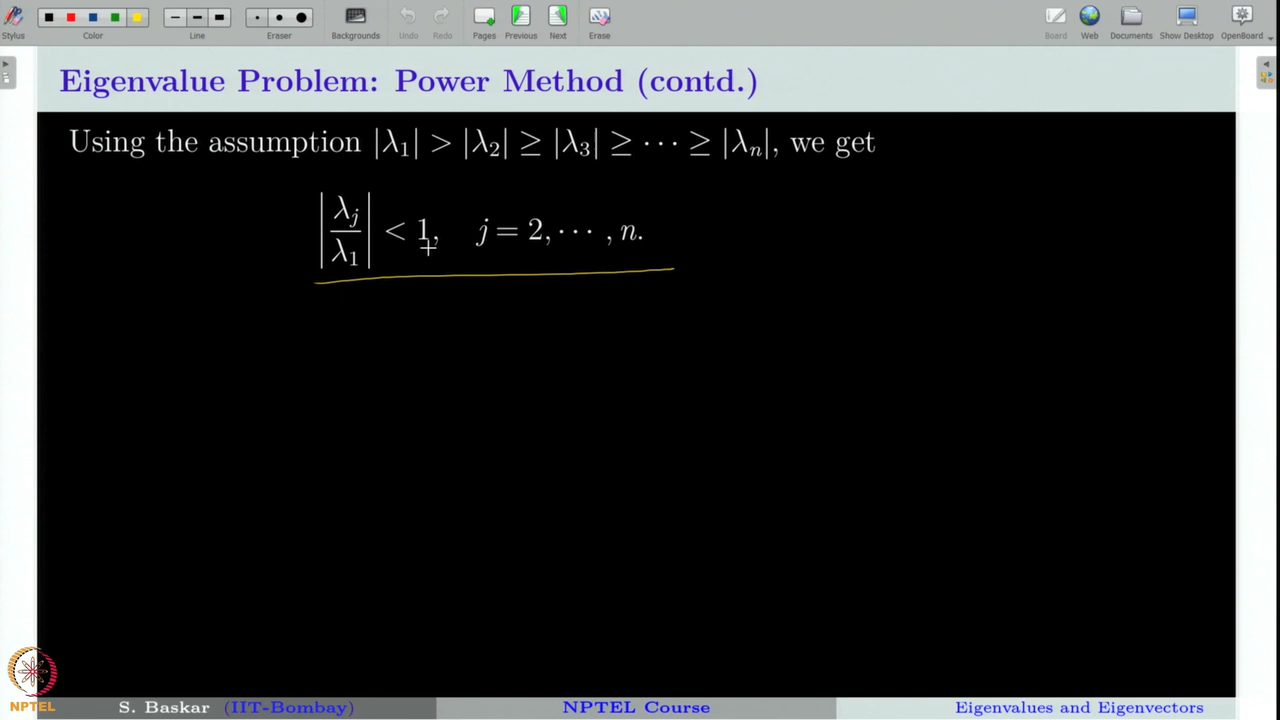 Stylus Color Line Eraser Backgrounds Undo Redo Pages Previous Next Erase Board Web Documents Show Desktop OpenBoard
Eigenvalue Problem: Power Method (contd.)
Using the assumption |λ₁| > |λ₂| ≥ |λ₃| ≥ ⋯ ≥ |λₙ|, we get
|λⱼ/λ₁| < 1, j = 2, ⋯ , n.
NPTEL
S. Baskar (IIT-Bombay) NPTEL Course Eigenvalues and Eigenvectors